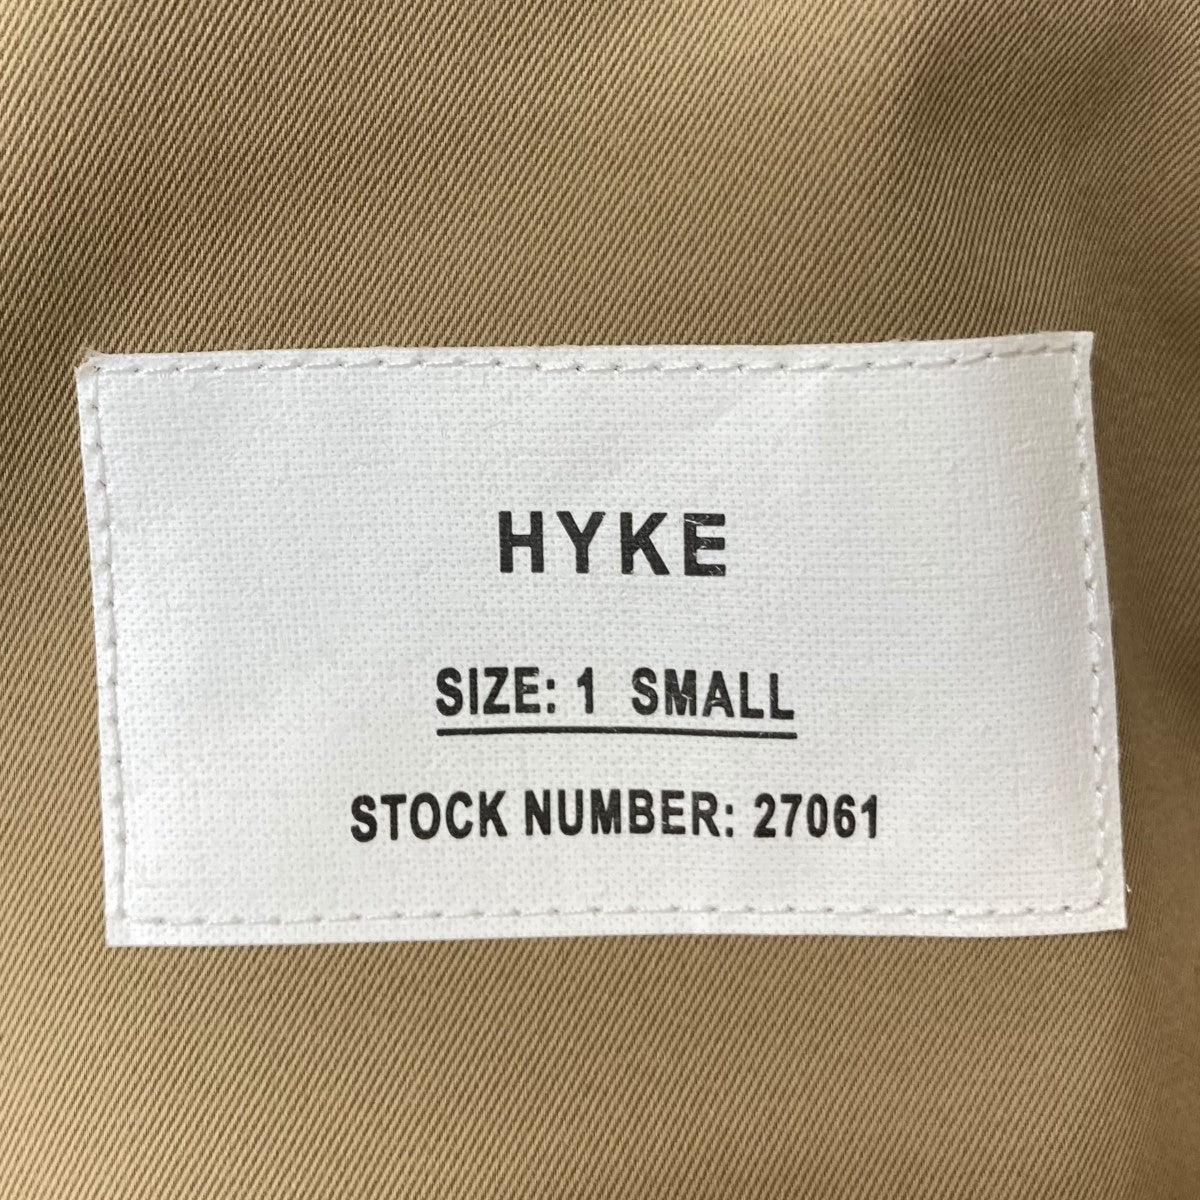 HYKE
SIZE: 1 SMALL
STOCK NUMBER: 27061